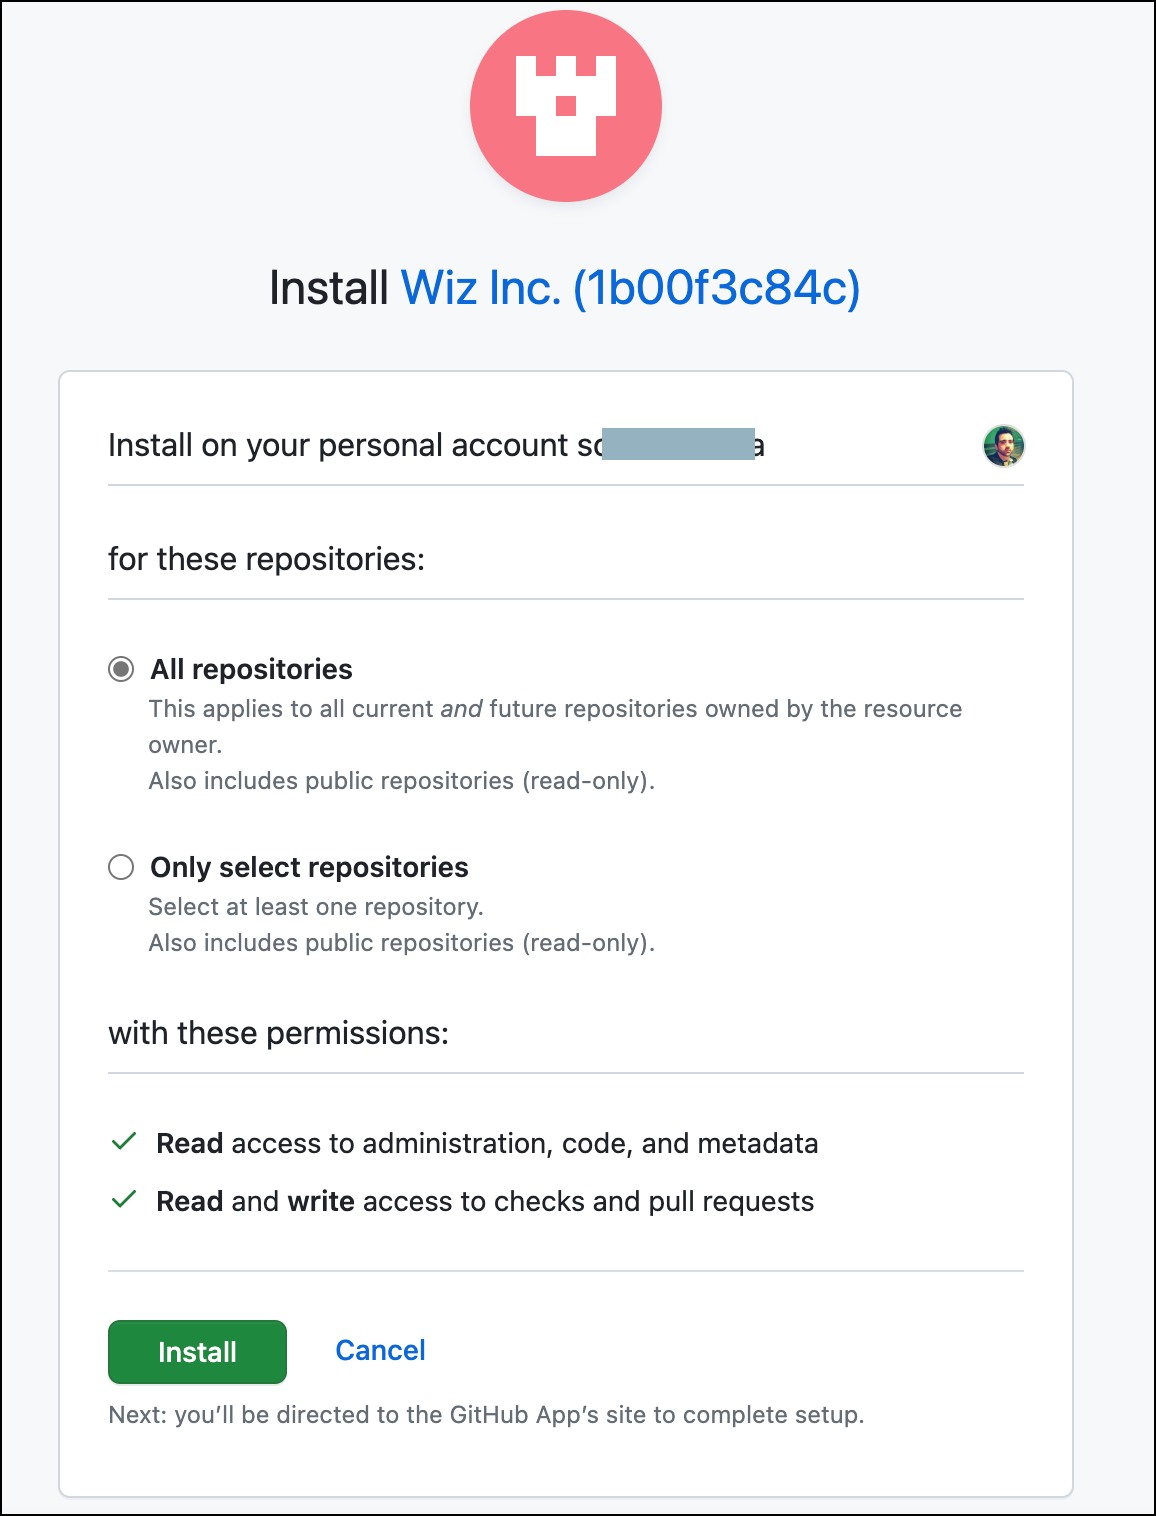 Install Wiz Inc. (1b00f3c84c)
Install on your personal account
for these repositories:
All repositories
This applies to all current and future repositories owned by the resource
owner.
Also includes public repositories (read-only).
Only select repositories
Select at least one repository.
Also includes public repositories (read-only).
with these permissions:
Read access to administration, code, and metadata
Read and write access to checks and pull requests
Install Cancel
Next: you’ll be directed to the GitHub App’s site to complete setup.